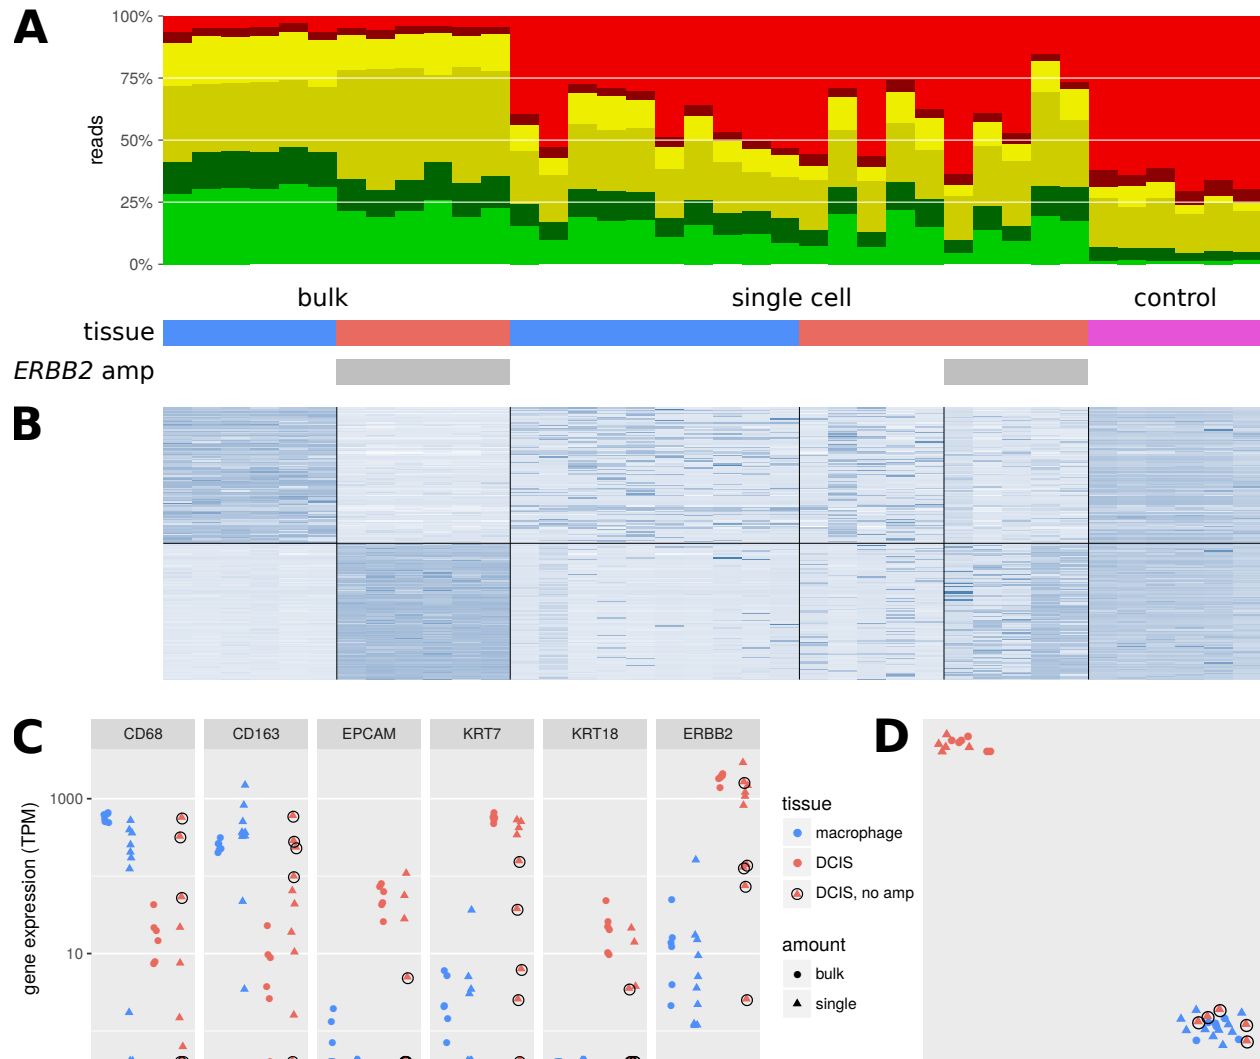 A
100%
75%
50%
25%
0%
reads
bulk
single cell
control
tissue
ERBB2 amp
B
C
CD68
CD163
EPCAM
KRT7
KRT18
ERBB2
1000
10
gene expression (TPM)
tissue
macrophage
DCIS
DCIS, no amp
amount
bulk
single
D